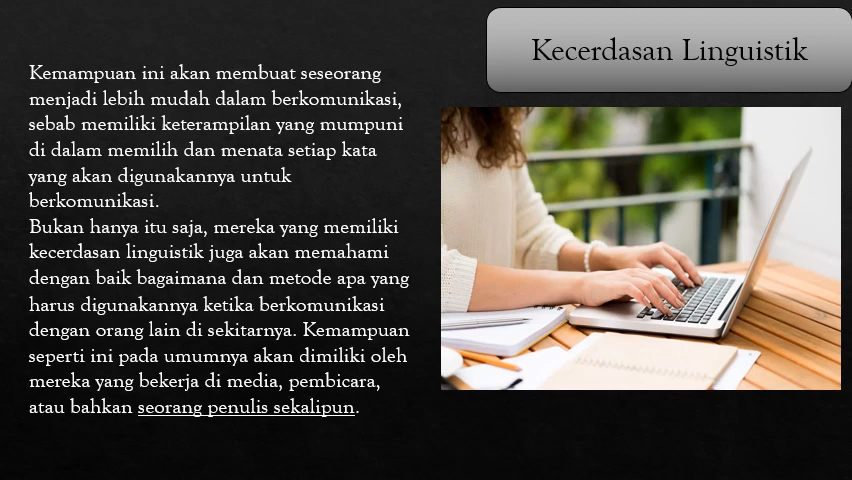 Kecerdasan Linguistik
Kemampuan ini akan membuat seseorang
menjadi lebih mudah dalam berkomunikasi,
sebab memiliki keterampilan yang mumpuni
di dalam memilih dan menata setiap kata
yang akan digunakannya untuk
berkomunikasi.
Bukan hanya itu saja, mereka yang memiliki
kecerdasan linguistik juga akan memahami
dengan baik bagaimana dan metode apa yang
harus digunakannya ketika berkomunikasi
dengan orang lain di sekitarnya. Kemampuan
seperti ini pada umumnya akan dimiliki oleh
mereka yang bekerja di media, pembicara,
atau bahkan seorang penulis sekalipun.